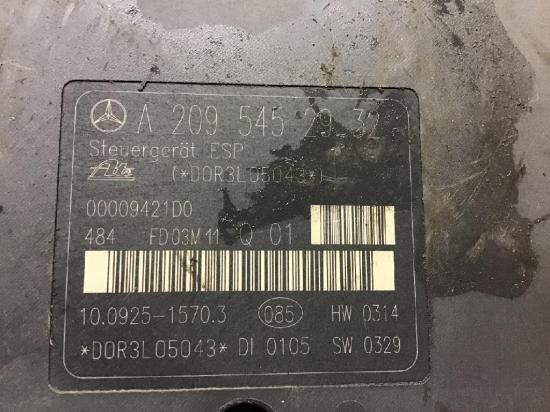 A 209 545 29 32
Steuergerät ESP
Ate (*D0R3L05043*)
00009421D0
484 FD03M11 Q 01
10.0925-1570.3 085 HW 0314
*D0R3L05043* DI 0105 SW 0329